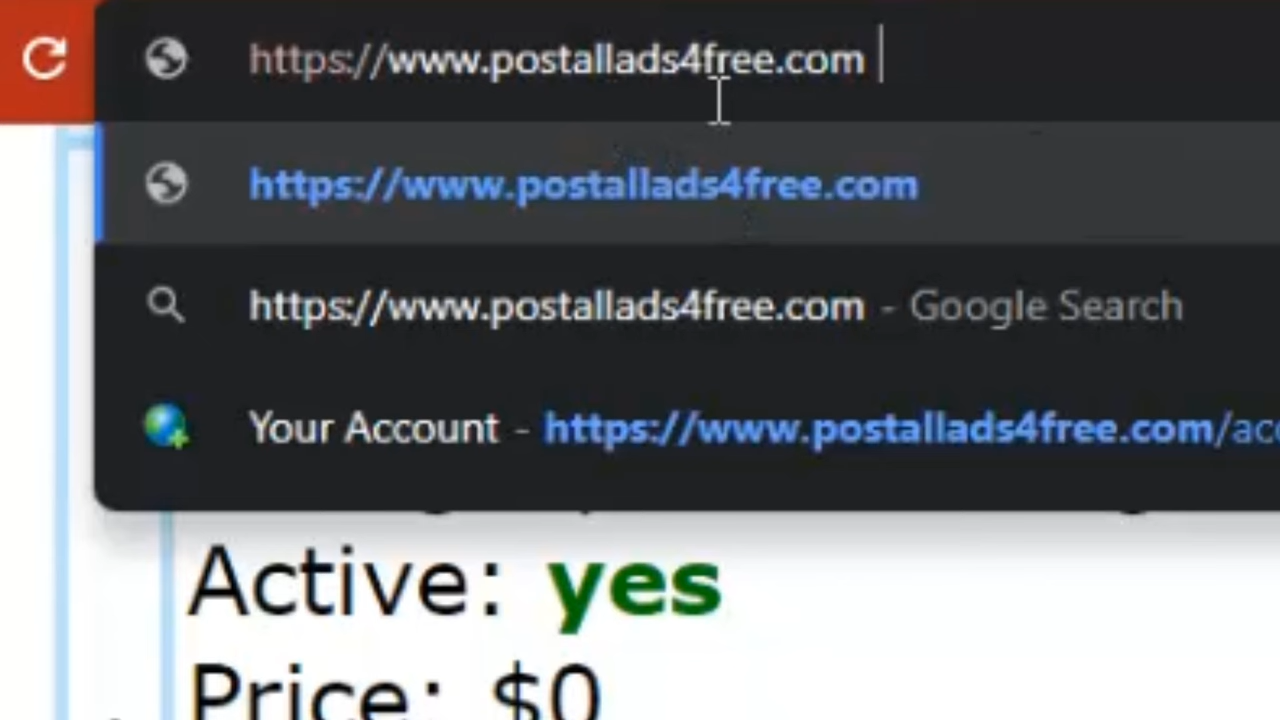 https://www.postallads4free.com
https://www.postallads4free.com
https://www.postallads4free.com - Google Search
Your Account - https://www.postallads4free.com/acc
Active: yes
Price: $0